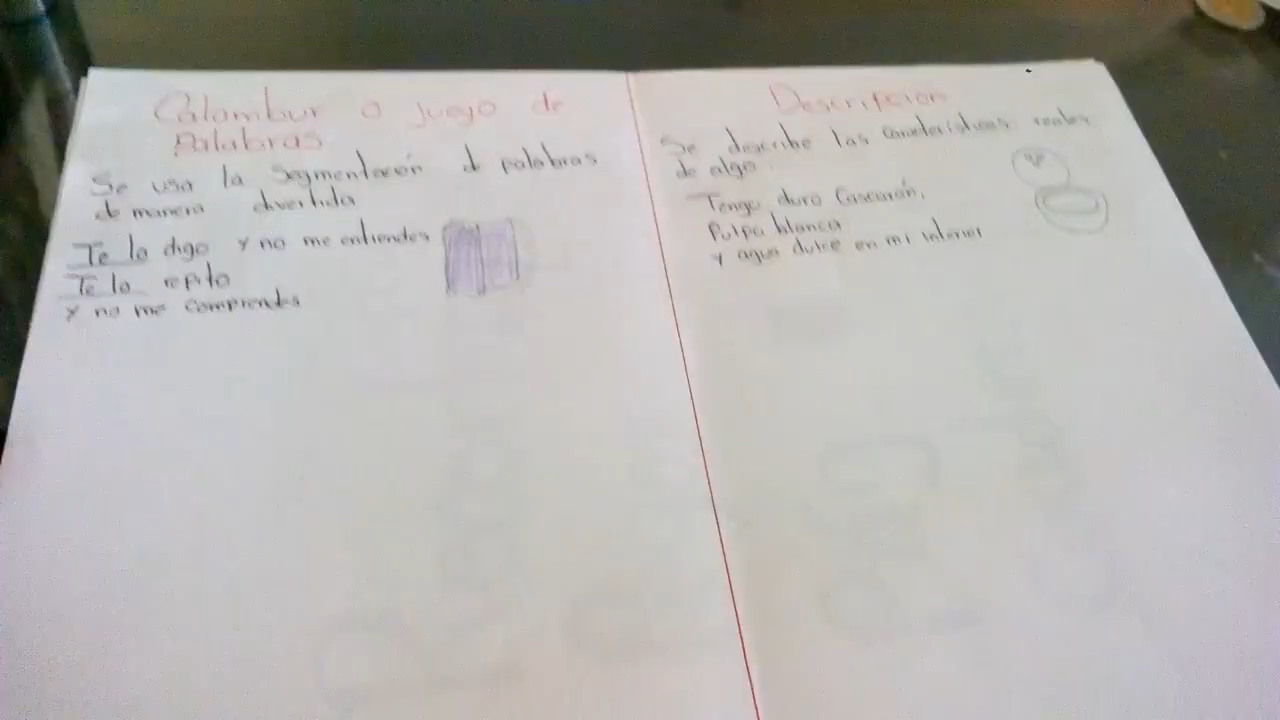 Calambur o juego de
palabras
Se usa la segmentación de palabras
de manera divertida
Te la digo y no me entiendes
Te la repito
y no me comprendes
Descripción
Se describe las características reales
de algo.
Tengo duro Cascarón,
Pulpa blanca
y agua dulce en mi interior